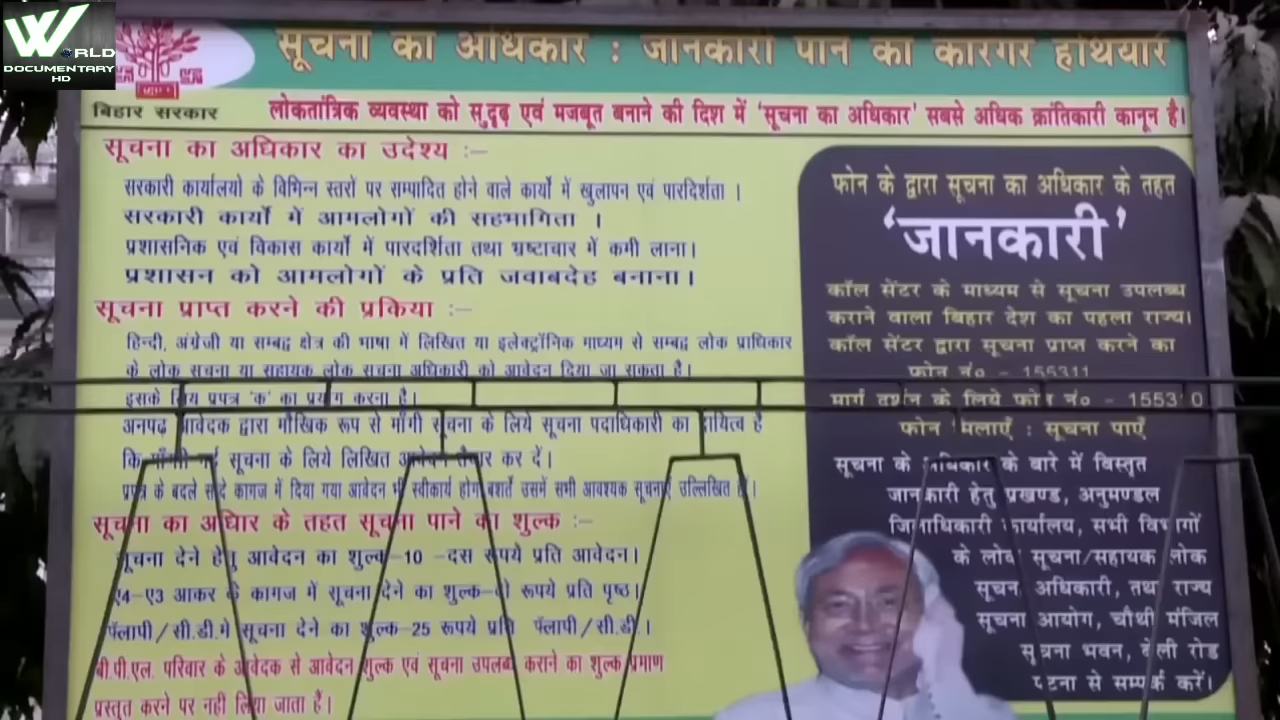 WORLD
DOCUMENTARY
HD
सूचना का अधिकार : जानकारी पाने का कारगर हथियार
बिहार सरकार
लोकतांत्रिक व्यवस्था को सुदृढ़ एवं मजबूत बनाने की दिश में 'सूचना का अधिकार' सबसे अधिक क्रांतिकारी कानून है।
सूचना का अधिकार का उदेश्य :–
सरकारी कार्यालयो के विभिन्न स्तरों पर सम्पादित होने वाले कार्यो में खुलापन एवं पारदिर्शता ।
सरकारी कार्यो में आमलोगों की सहभागिता ।
प्रशासनिक एवं विकास कार्यो में पारदर्शिता तथा भ्रष्टाचार में कमी लाना।
प्रशासन को आमलोगों के प्रति जवाबदेह बनाना।
सूचना प्राप्त करने की प्रकिया :–
हिन्दी, अंग्रेजी या सम्बद्व क्षेत्र की भाषा में लिखित या इलेक्ट्रॉनिक माध्यम से सम्बद्व लोक प्राधिकार
के लोक सूचना या सहायक लोक सूचना अधिकारी को आवेदन दिया जा सकता है।
इसके लिय प्रपत्र 'क' का प्रयोग करना है।
अनपढ़ आवेदक द्वारा मौखिक रूप से माँगी सूचना के लिये सूचना पदाधिकारी का दायित्व है
कि माँगी गई सूचना के लिये लिखित आवेदन तैयार कर दें।
प्रपत्र के बदले सादे कागज में दिया गया आवेदन भी स्वीकार्य होगा बशर्ते उसमें सभी आवश्यक सूचनाएं उल्लिखित हों।
सूचना का अधिार के तहत सूचना पाने का शुल्क :–
सूचना देने हेतु आवेदन का शुल्क–10 –दस रूपये प्रति आवेदन।
ए4–ए3 आकर के कागज में सूचना देने का शुल्क–दो रूपये प्रति पृष्ठ।
फ्लॉपी/सी.डी.मे सूचना देने का शुल्क–25 रूपये प्रति फ्लॉपी/सी.डी.।
बी.पी.एल. परिवार के आवेदक से आवेदन शुल्क एवं सूचना उपलब्ध कराने का शुल्क प्रमाण
प्रस्तुत करने पर नही लिया जाता हैं।
फोन के द्वारा सूचना का अधिकार के तहत
'जानकारी'
कॉल सेंटर के माध्यम से सूचना उपलब्ध
कराने वाला बिहार देश का पहला राज्य।
कॉल सेंटर द्वारा सूचना प्राप्त करने का
फोन नं० – 155311
मार्ग दर्शन के लिये फोन नं० – 155310
फोन मिलाएँ : सूचना पाएँ
सूचना के अधिकार के बारे में विस्तृत
जानकारी हेतु प्रखण्ड, अनुमण्डल
जिलाधिकारी कार्यालय, सभी विभागों
के लोक सूचना/सहायक लोक
सूचना अधिकारी, तथा राज्य
सूचना आयोग, चौथी मंजिल
सूचना भवन, बेली रोड
पटना से सम्पर्क करें।